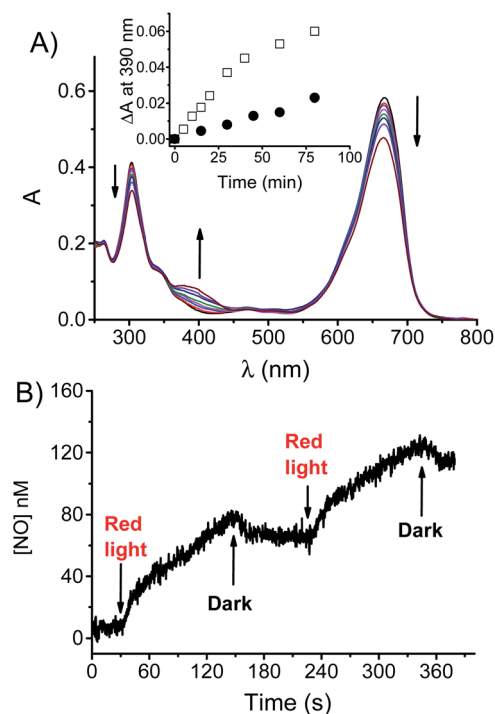 A)
ΔA at 390 nm
0.06
0.04
0.02
0.00
0 25 50 75 100
Time (min)
A
0.6
0.4
0.2
0.0
300 400 500 600 700 800
λ (nm)
B)
[NO] nM
160
120
80
40
0
Red light
Dark
Red light
Dark
0 60 120 180 240 300 360
Time (s)